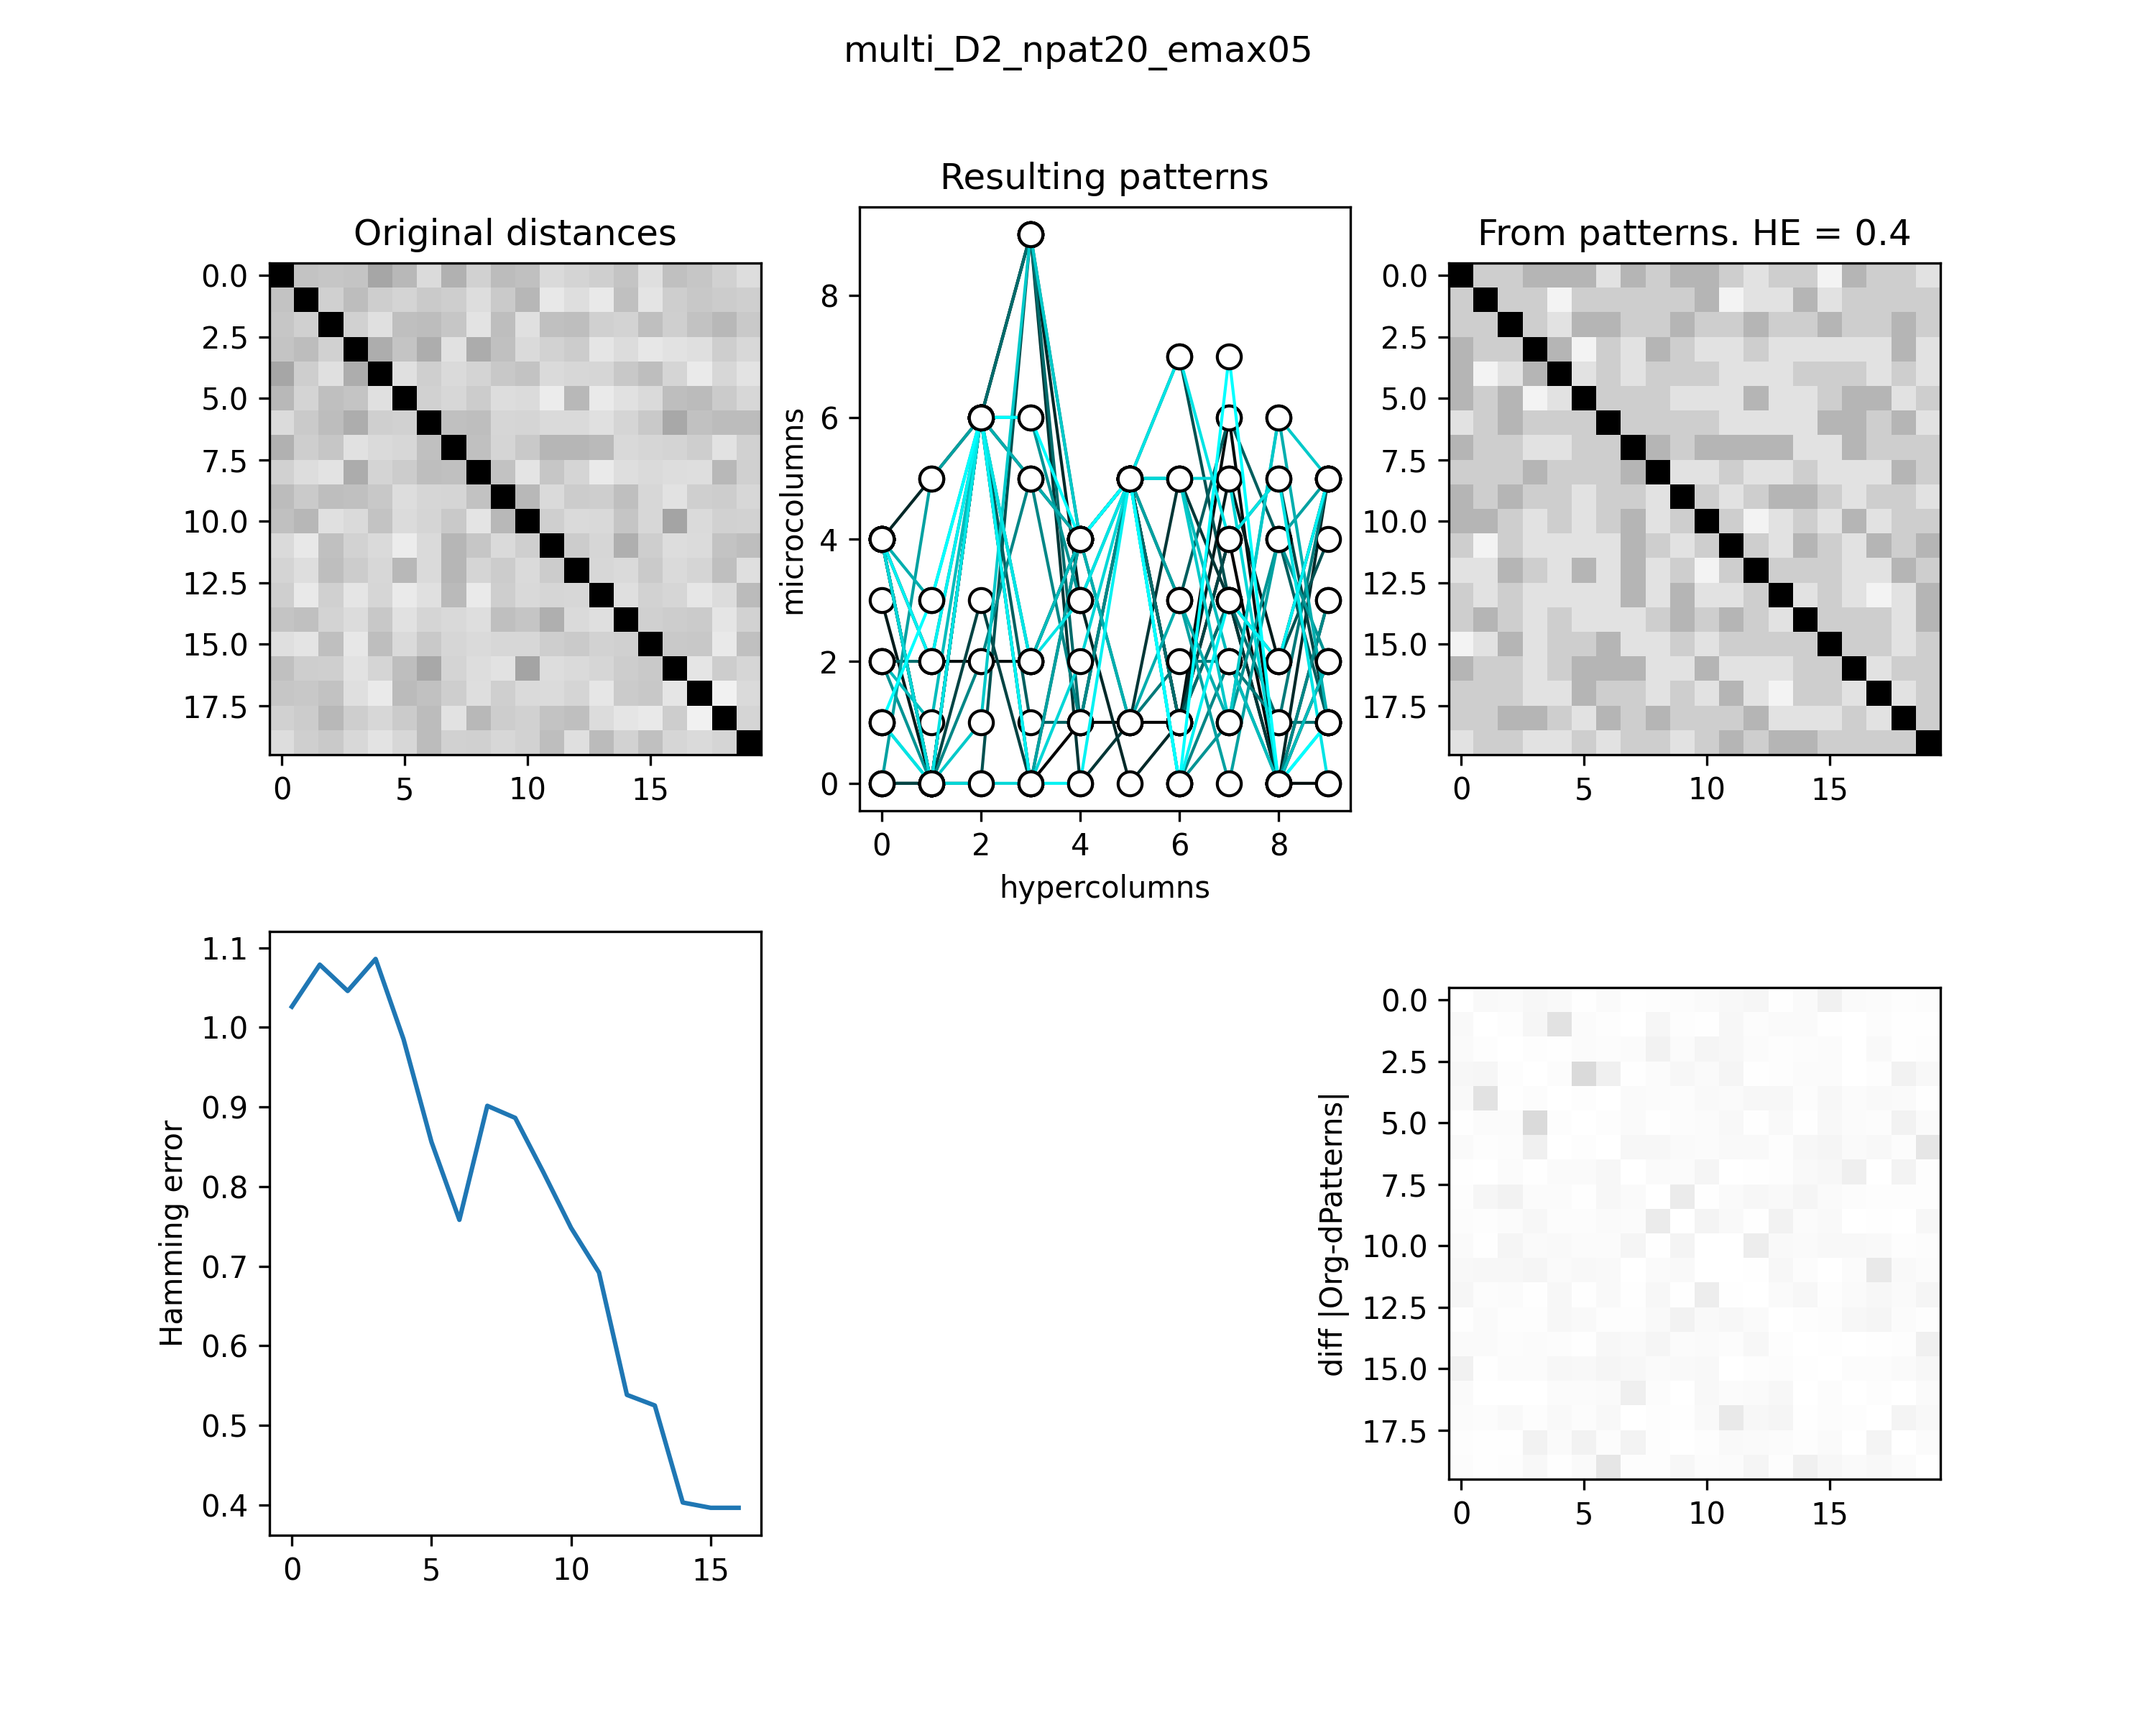 multi_D2_npat20_emax05
Original distances
0.0
2.5
5.0
7.5
10.0
12.5
15.0
17.5
0 5 10 15
Resulting patterns
microcolumns
8
6
4
2
0
0 2 4 6 8
hypercolumns
From patterns. HE = 0.4
0.0
2.5
5.0
7.5
10.0
12.5
15.0
17.5
0 5 10 15
Hamming error
1.1
1.0
0.9
0.8
0.7
0.6
0.5
0.4
0 5 10 15
diff |Org-dPatterns|
0.0
2.5
5.0
7.5
10.0
12.5
15.0
17.5
0 5 10 15